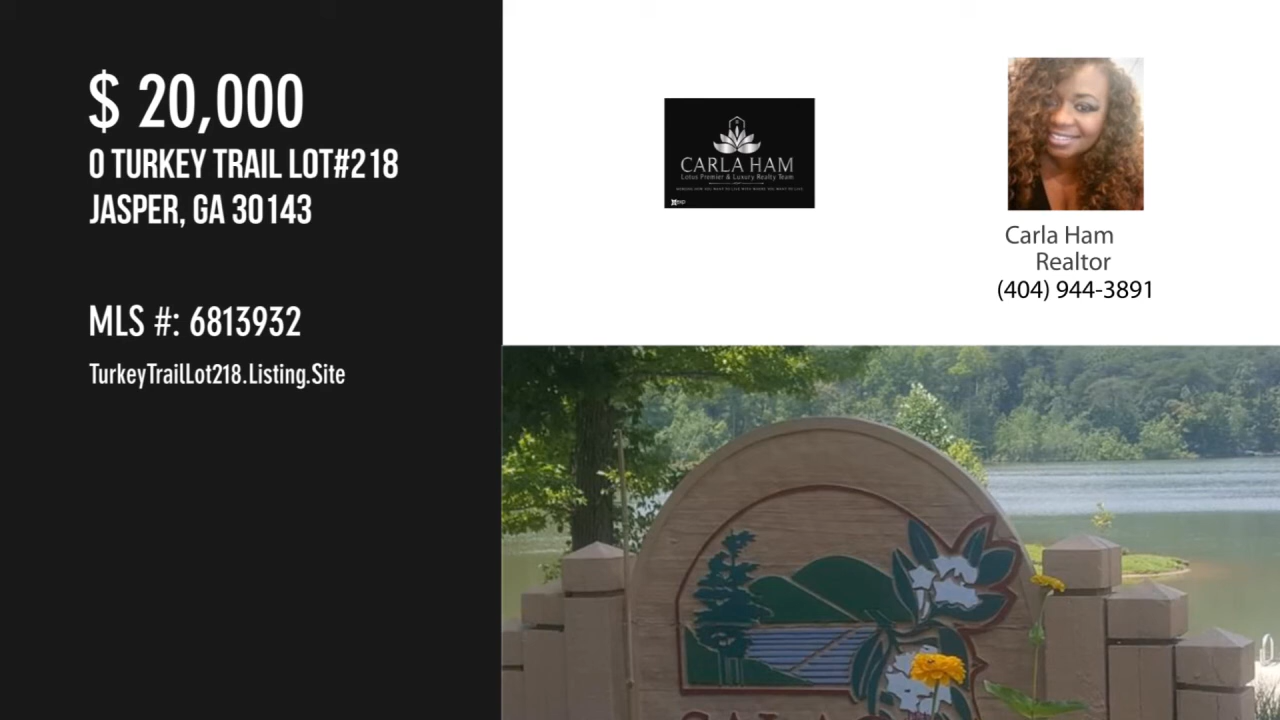 $ 20,000
0 TURKEY TRAIL LOT#218
JASPER, GA 30143
MLS #: 6813932
TurkeyTrailLot218.Listing.Site
CARLA HAM
Lotus Premier & Luxury Realty Team
exp
Carla Ham
Realtor
(404) 944-3891